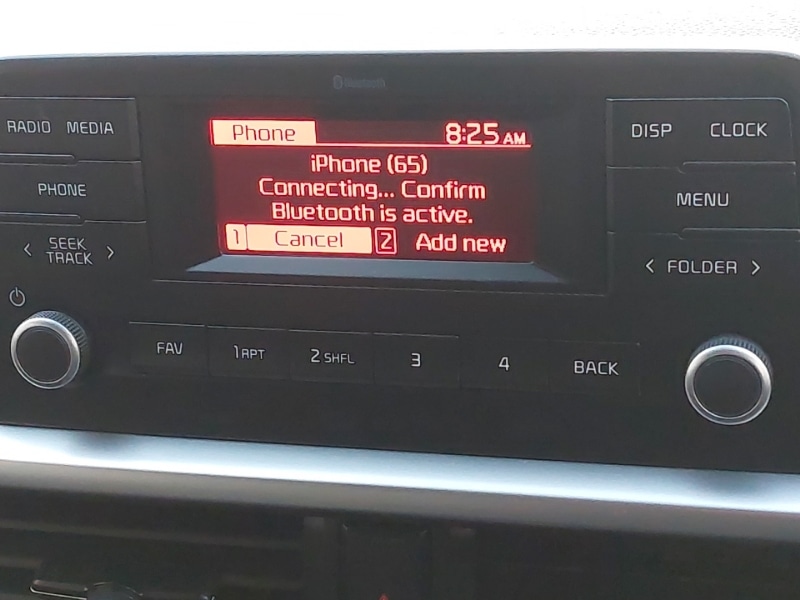 Bluetooth
RADIO MEDIA
PHONE
< SEEK TRACK >
Phone 8:25 AM
iPhone (65)
Connecting... Confirm
Bluetooth is active.
1 Cancel 2 Add new
DISP CLOCK
MENU
< FOLDER >
FAV 1 RPT 2 SHFL 3 4 BACK